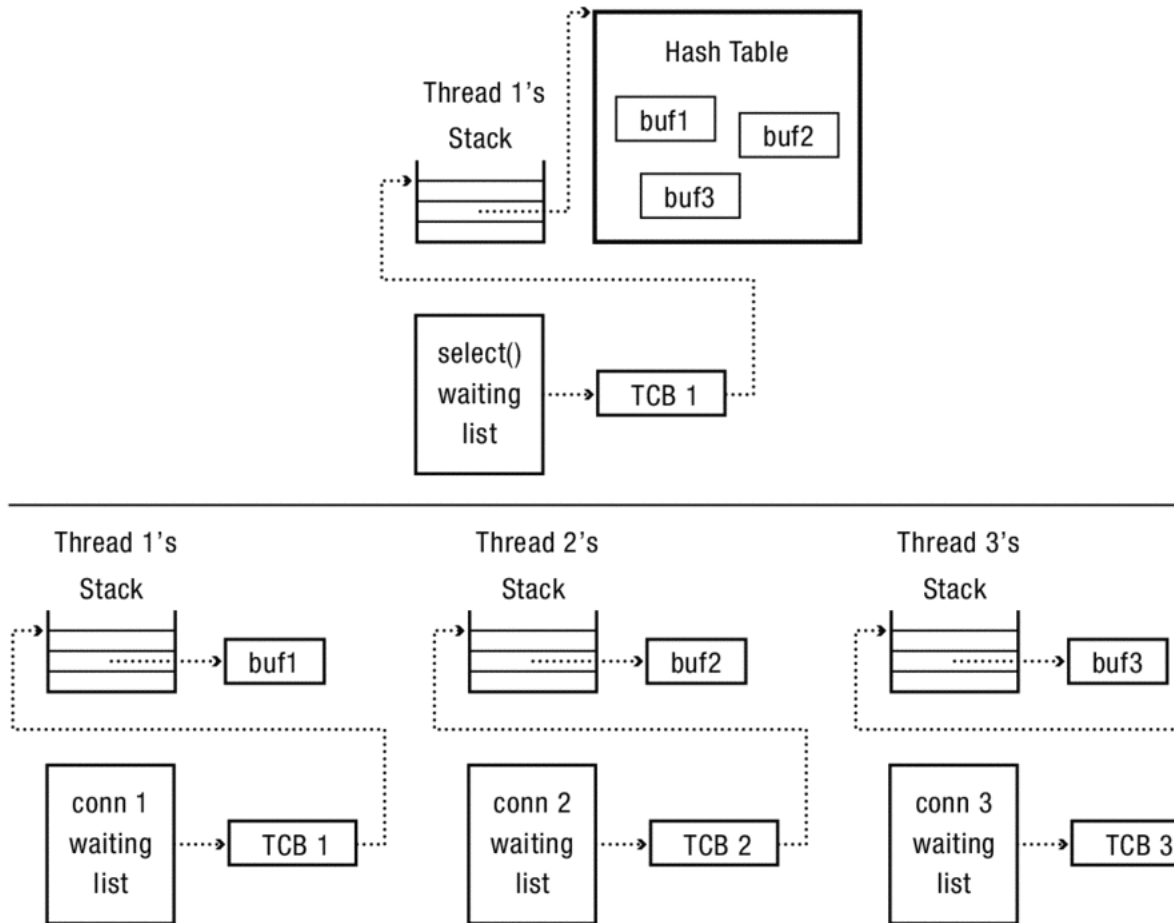 Hash Table
Thread 1's
Stack
buf1
buf2
buf3
select()
waiting
list
TCB 1
Thread 1's
Stack
buf1
conn 1
waiting
list
TCB 1
Thread 2's
Stack
buf2
conn 2
waiting
list
TCB 2
Thread 3's
Stack
buf3
conn 3
waiting
list
TCB 3